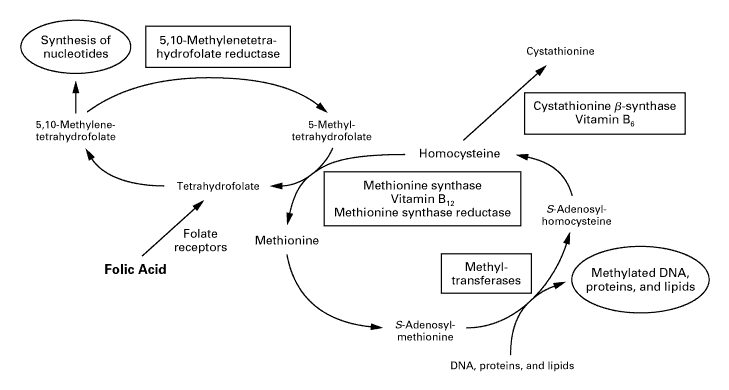 Synthesis of
nucleotides
5,10-Methylenetetra-
hydrofolate reductase
Cystathionine
Cystathionine β-synthase
Vitamin B6
5,10-Methylene-
tetrahydrofolate
5-Methyl-
tetrahydrofolate
Homocysteine
Tetrahydrofolate
Methionine synthase
Vitamin B12
Methionine synthase reductase
S-Adenosyl-
homocysteine
Folate
receptors
Methionine
Folic Acid
Methyl-
transferases
Methylated DNA,
proteins, and lipids
S-Adenosyl-
methionine
DNA, proteins, and lipids